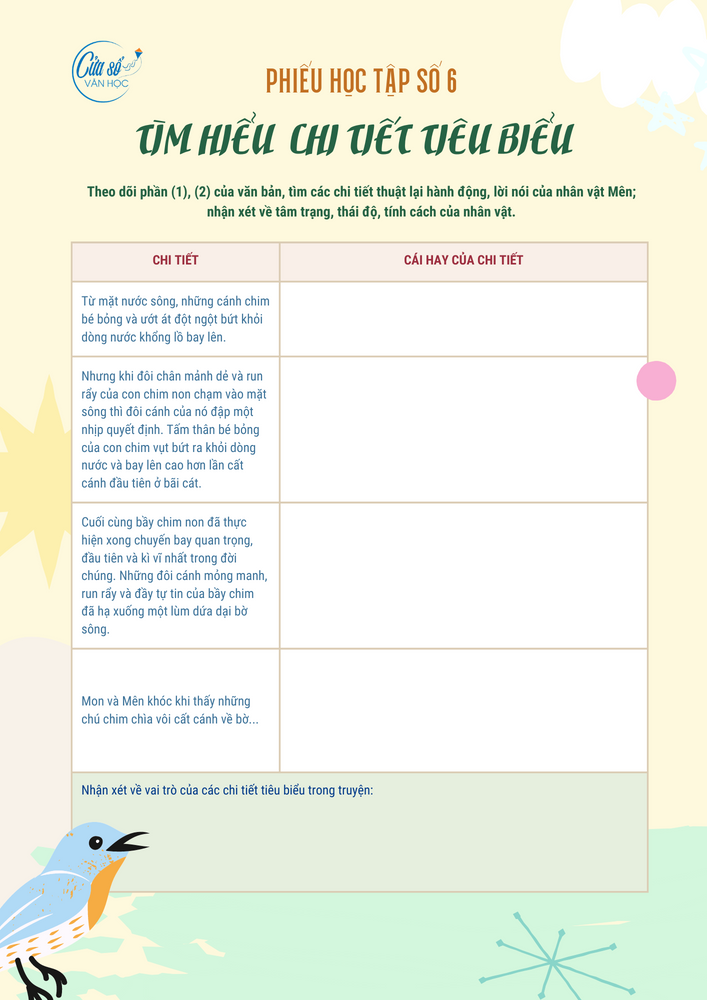 Cửa sổ
VĂN HỌC
PHIẾU HỌC TẬP SỐ 6
TÌM HIỂU CHI TIẾT TIÊU BIỂU
Theo dõi phần (1), (2) của văn bản, tìm các chi tiết thuật lại hành động, lời nói của nhân vật Mên;
nhận xét về tâm trạng, thái độ, tính cách của nhân vật.
CHI TIẾT
CÁI HAY CỦA CHI TIẾT
Từ mặt nước sông, những cánh chim
bé bỏng và ướt át đột ngột bứt khỏi
dòng nước khổng lồ bay lên.
Nhưng khi đôi chân mảnh dẻ và run
rẩy của con chim non chạm vào mặt
sông thì đôi cánh của nó đập một
nhịp quyết định. Tấm thân bé bỏng
của con chim vụt bứt ra khỏi dòng
nước và bay lên cao hơn lần cất
cánh đầu tiên ở bãi cát.
Cuối cùng bầy chim non đã thực
hiện xong chuyến bay quan trọng,
đầu tiên và kì vĩ nhất trong đời
chúng. Những đôi cánh mỏng manh,
run rẩy và đầy tự tin của bầy chim
đã hạ xuống một lùm dứa dại bờ
sông.
Mon và Mên khóc khi thấy những
chú chim chìa vôi cất cánh về bờ...
Nhận xét về vai trò của các chi tiết tiêu biểu trong truyện: